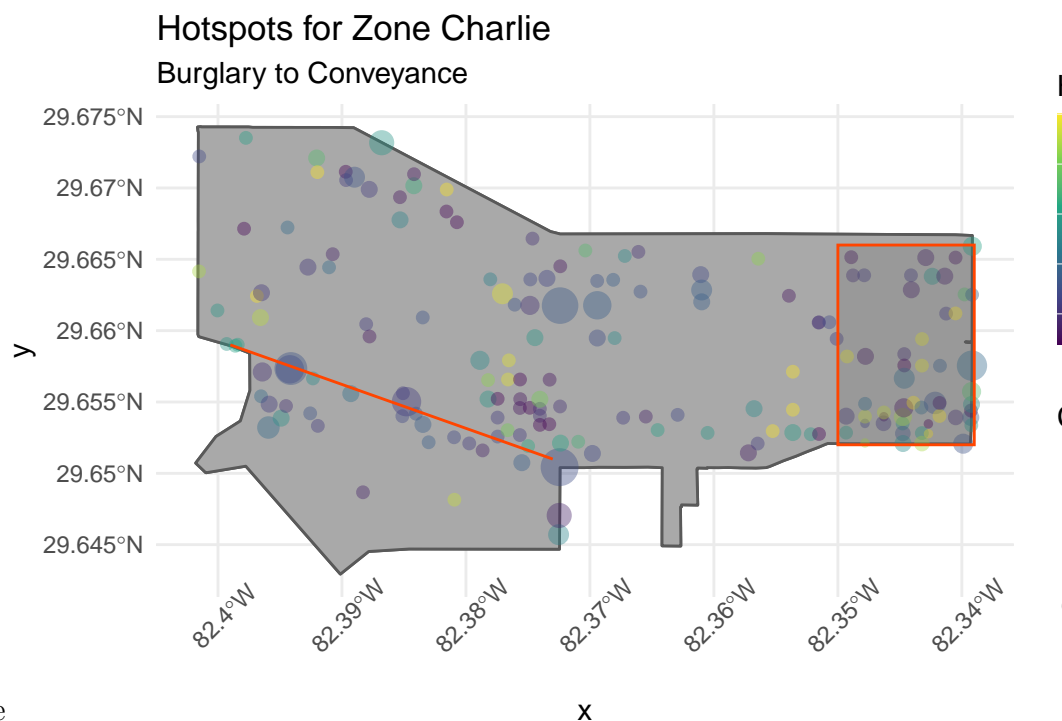 Hotspots for Zone Charlie
Burglary to Conveyance
29.675°N
29.67°N
29.665°N
29.66°N
29.655°N
29.65°N
29.645°N
y
82.4°W
82.39°W
82.38°W
82.37°W
82.36°W
82.35°W
82.34°W
x
e